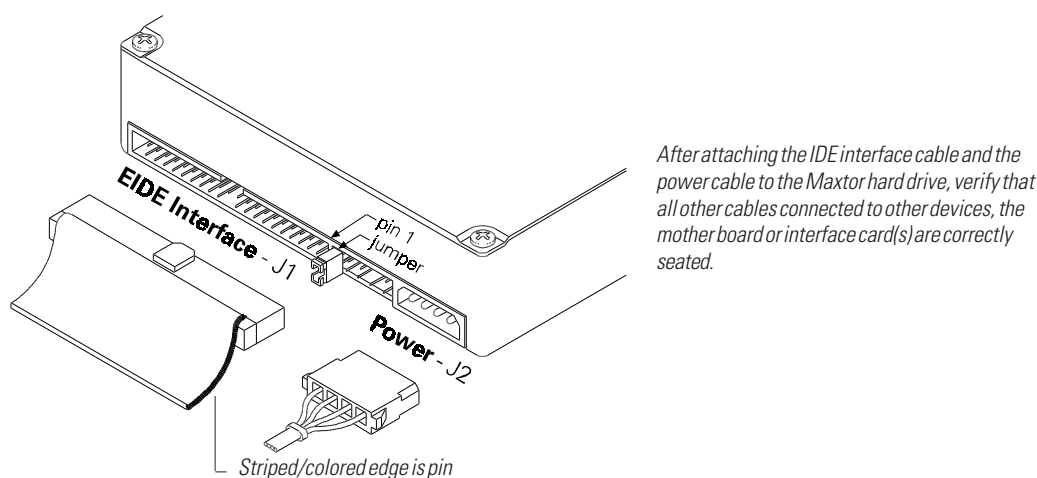 EIDE Interface - J1
pin 1
jumper
Power - J2
Striped/colored edge is pin
After attaching the IDE interface cable and the
power cable to the Maxtor hard drive, verify that
all other cables connected to other devices, the
mother board or interface card(s) are correctly
seated.